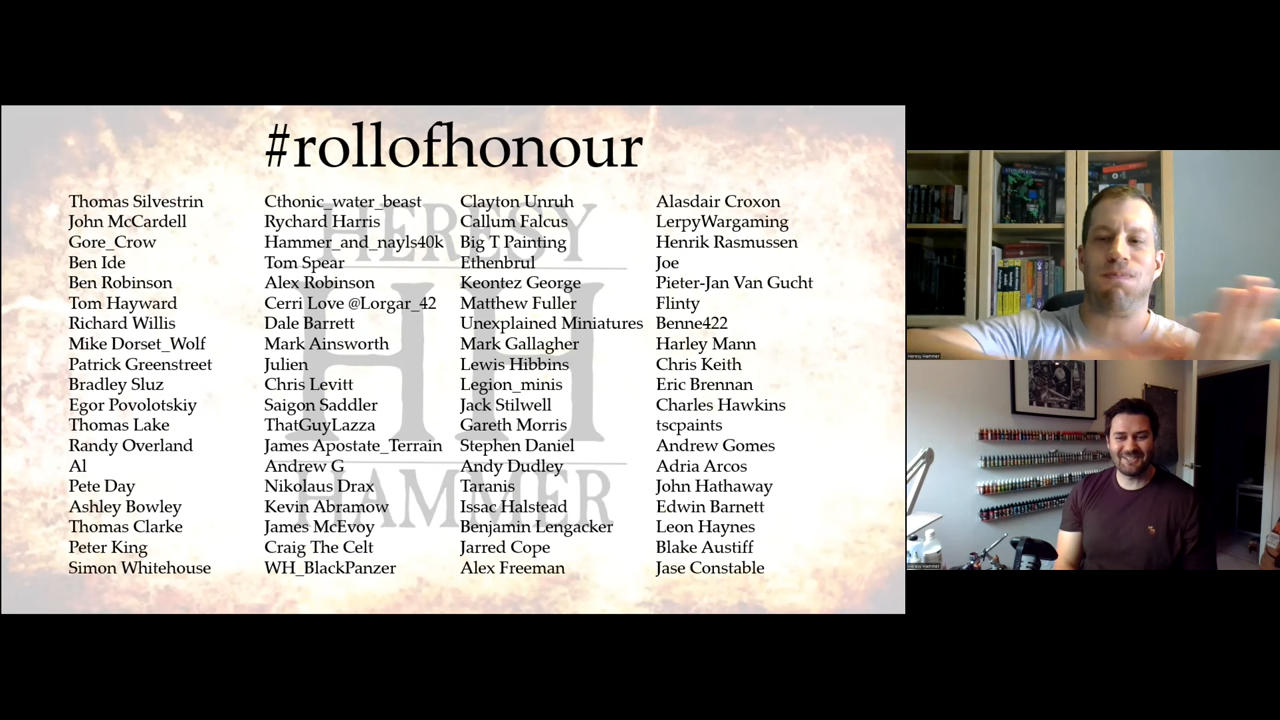 #rollofhonour
Thomas Silvestrin
John McCardell
Gore_Crow
Ben Ide
Ben Robinson
Tom Hayward
Richard Willis
Mike Dorset_Wolf
Patrick Greenstreet
Bradley Sluz
Egor Povolotskiy
Thomas Lake
Randy Overland
Al
Pete Day
Ashley Bowley
Thomas Clarke
Peter King
Simon Whitehouse
Cthonic_water_beast
Rychard Harris
Hammer_and_nayls40k
Tom Spear
Alex Robinson
Cerri Love @Lorgar_42
Dale Barrett
Mark Ainsworth
Julien
Chris Levitt
Saigon Saddler
ThatGuyLazza
James Apostate_Terrain
Andrew G
Nikolaus Drax
Kevin Abramow
James McEvoy
Craig The Celt
WH_BlackPanzer
Clayton Unruh
Callum Falcus
Big T Painting
Ethenbrul
Keontez George
Matthew Fuller
Unexplained Miniatures
Mark Gallagher
Lewis Hibbins
Legion_minis
Jack Stilwell
Gareth Morris
Stephen Daniel
Andy Dudley
Taranis
Issac Halstead
Benjamin Lengacker
Jarred Cope
Alex Freeman
Alasdair Croxon
LerpyWargaming
Henrik Rasmussen
Joe
Pieter-Jan Van Gucht
Flinty
Benne422
Harley Mann
Chris Keith
Eric Brennan
Charles Hawkins
tscpaints
Andrew Gomes
Adria Arcos
John Hathaway
Edwin Barnett
Leon Haynes
Blake Austiff
Jase Constable
HERESY
HH
HAMMER
Heresy Hammer
Heresy Hammer